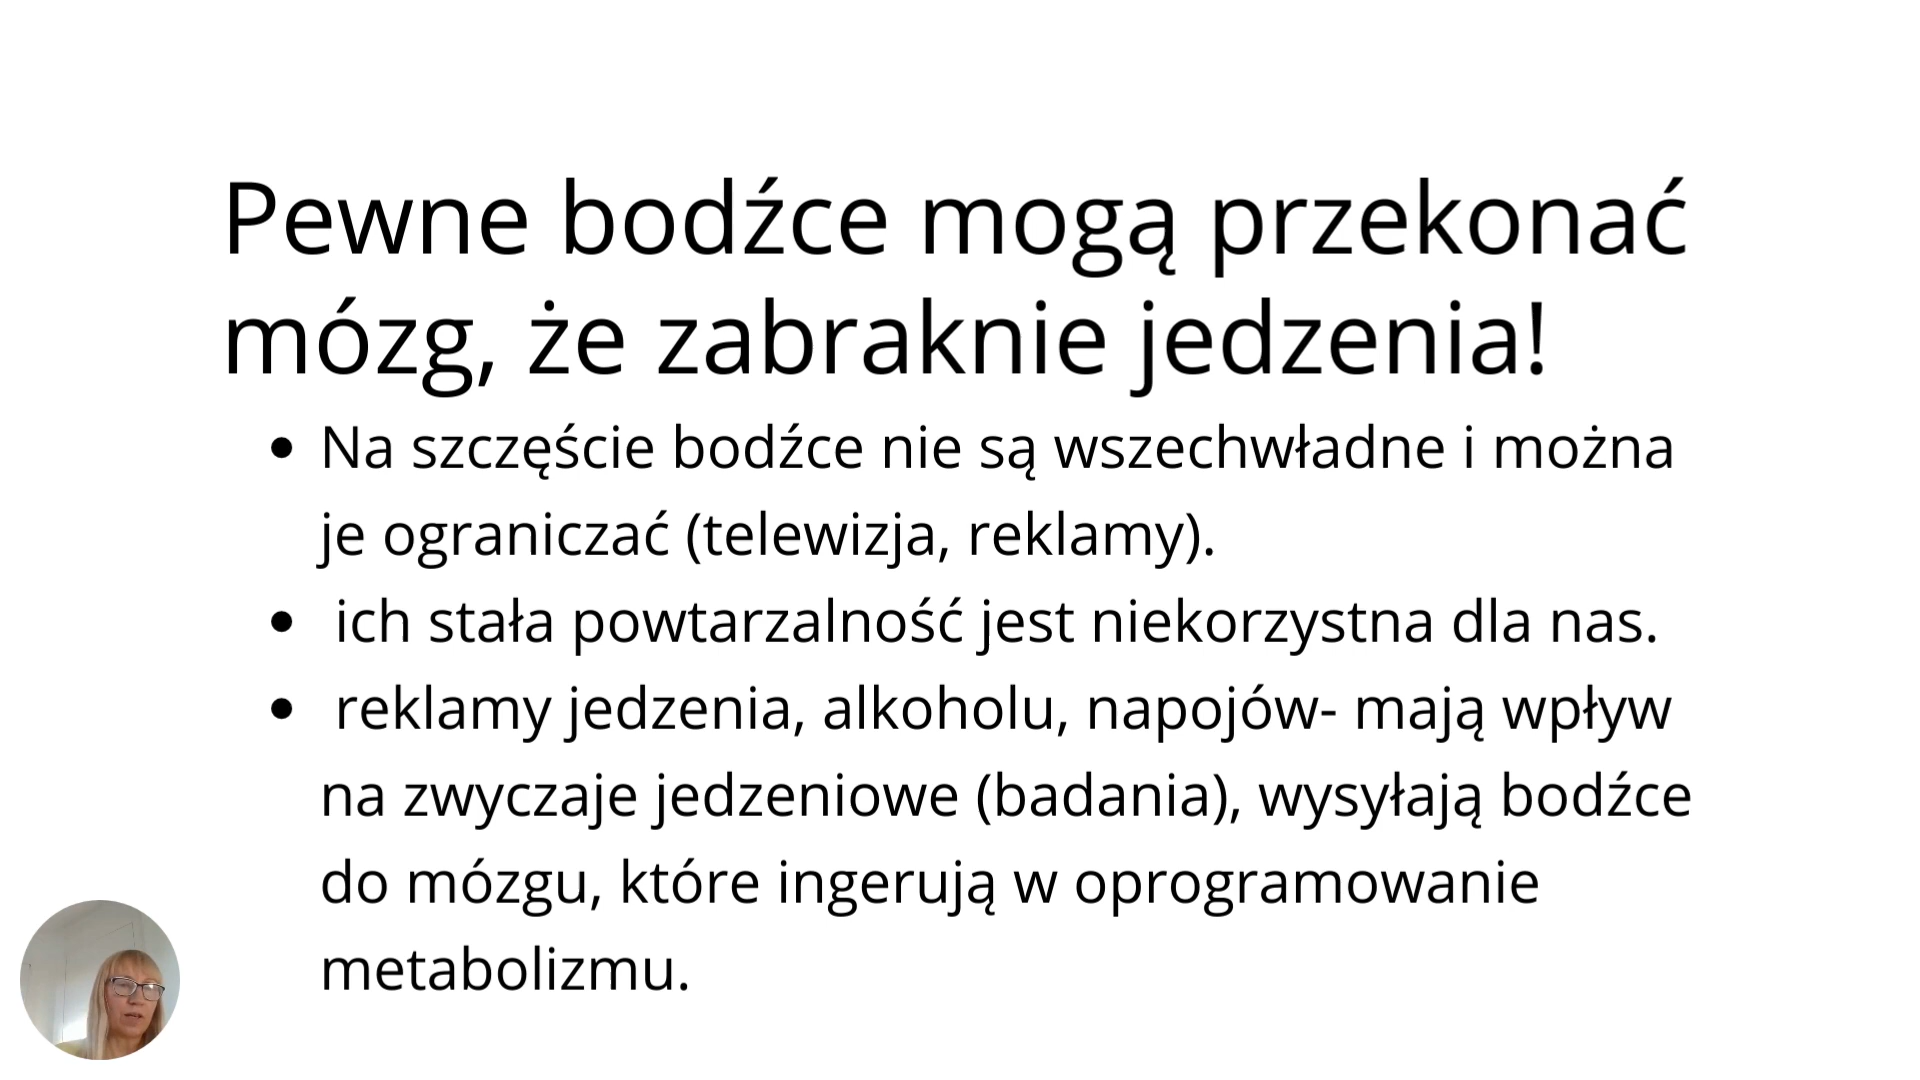 Pewne bodźce mogą przekonać
mózg, że zabraknie jedzenia!
• Na szczęście bodźce nie są wszechwładne i można
je ograniczać (telewizja, reklamy).
• ich stała powtarzalność jest niekorzystna dla nas.
• reklamy jedzenia, alkoholu, napojów- mają wpływ
na zwyczaje jedzeniowe (badania), wysyłają bodźce
do mózgu, które ingerują w oprogramowanie
metabolizmu.